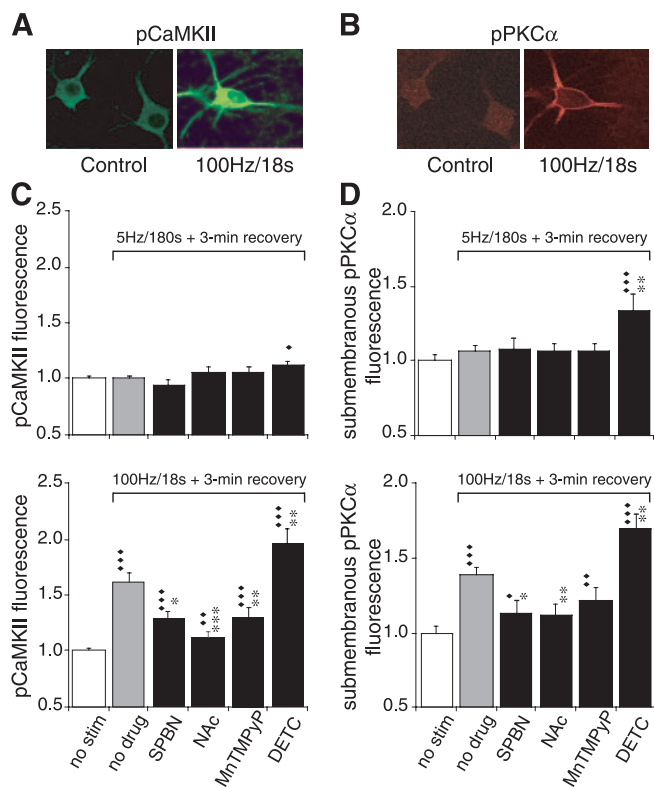 A
pCaMKII
B
pPKCα
Control
100Hz/18s
Control
100Hz/18s
C
pCaMKII fluorescence
2.5
2.0
1.5
1.0
0.5
5Hz/180s + 3-min recovery
♦
D
submembranous pPKCα
fluorescence
2.0
1.5
1.0
0.5
5Hz/180s + 3-min recovery
♦♦♦
**
pCaMKII fluorescence
2.5
2.0
1.5
1.0
0.5
100Hz/18s + 3-min recovery
♦♦♦
♦♦♦ *
♦♦ ***
♦♦♦ **
♦♦♦ **
no stim
no drug
SPBN
NAc
MnTMPyP
DETC
submembranous pPKCα
fluorescence
2.0
1.5
1.0
0.5
100Hz/18s + 3-min recovery
♦♦♦
♦ *
**
♦♦
♦♦♦ **
no stim
no drug
SPBN
NAc
MnTMPyP
DETC